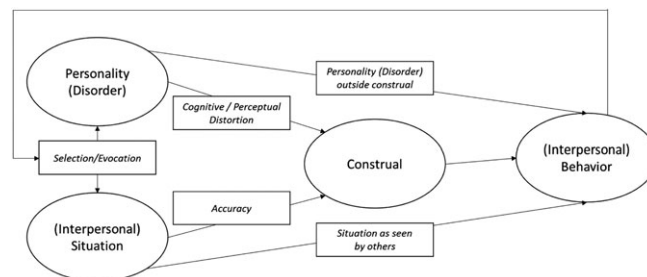 Personality
(Disorder)
Personality (Disorder)
outside construal
Cognitive / Perceptual
Distortion
Selection/Evocation
Construal
(Interpersonal)
Behavior
Accuracy
(Interpersonal)
Situation
Situation as seen
by others